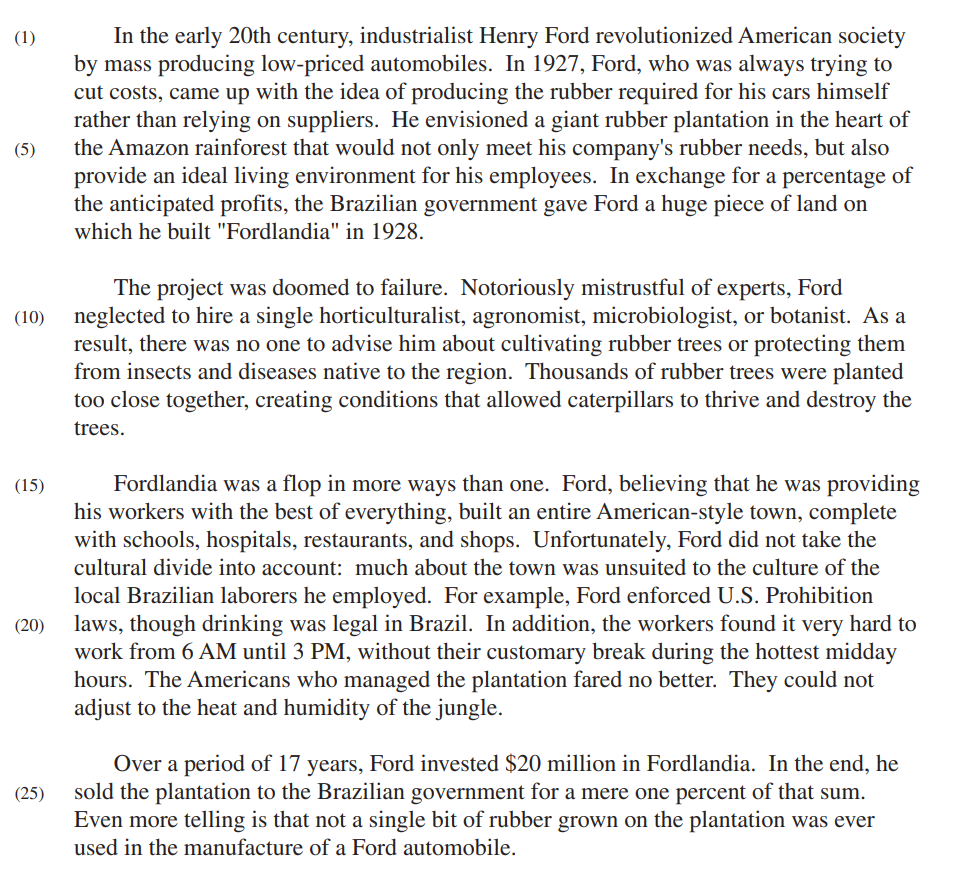 (1) In the early 20th century, industrialist Henry Ford revolutionized American society
by mass producing low-priced automobiles. In 1927, Ford, who was always trying to
cut costs, came up with the idea of producing the rubber required for his cars himself
rather than relying on suppliers. He envisioned a giant rubber plantation in the heart of
(5) the Amazon rainforest that would not only meet his company's rubber needs, but also
provide an ideal living environment for his employees. In exchange for a percentage of
the anticipated profits, the Brazilian government gave Ford a huge piece of land on
which he built "Fordlandia" in 1928.
The project was doomed to failure. Notoriously mistrustful of experts, Ford
(10) neglected to hire a single horticulturalist, agronomist, microbiologist, or botanist. As a
result, there was no one to advise him about cultivating rubber trees or protecting them
from insects and diseases native to the region. Thousands of rubber trees were planted
too close together, creating conditions that allowed caterpillars to thrive and destroy the
trees.
(15) Fordlandia was a flop in more ways than one. Ford, believing that he was providing
his workers with the best of everything, built an entire American-style town, complete
with schools, hospitals, restaurants, and shops. Unfortunately, Ford did not take the
cultural divide into account: much about the town was unsuited to the culture of the
local Brazilian laborers he employed. For example, Ford enforced U.S. Prohibition
(20) laws, though drinking was legal in Brazil. In addition, the workers found it very hard to
work from 6 AM until 3 PM, without their customary break during the hottest midday
hours. The Americans who managed the plantation fared no better. They could not
adjust to the heat and humidity of the jungle.
Over a period of 17 years, Ford invested $20 million in Fordlandia. In the end, he
(25) sold the plantation to the Brazilian government for a mere one percent of that sum.
Even more telling is that not a single bit of rubber grown on the plantation was ever
used in the manufacture of a Ford automobile.